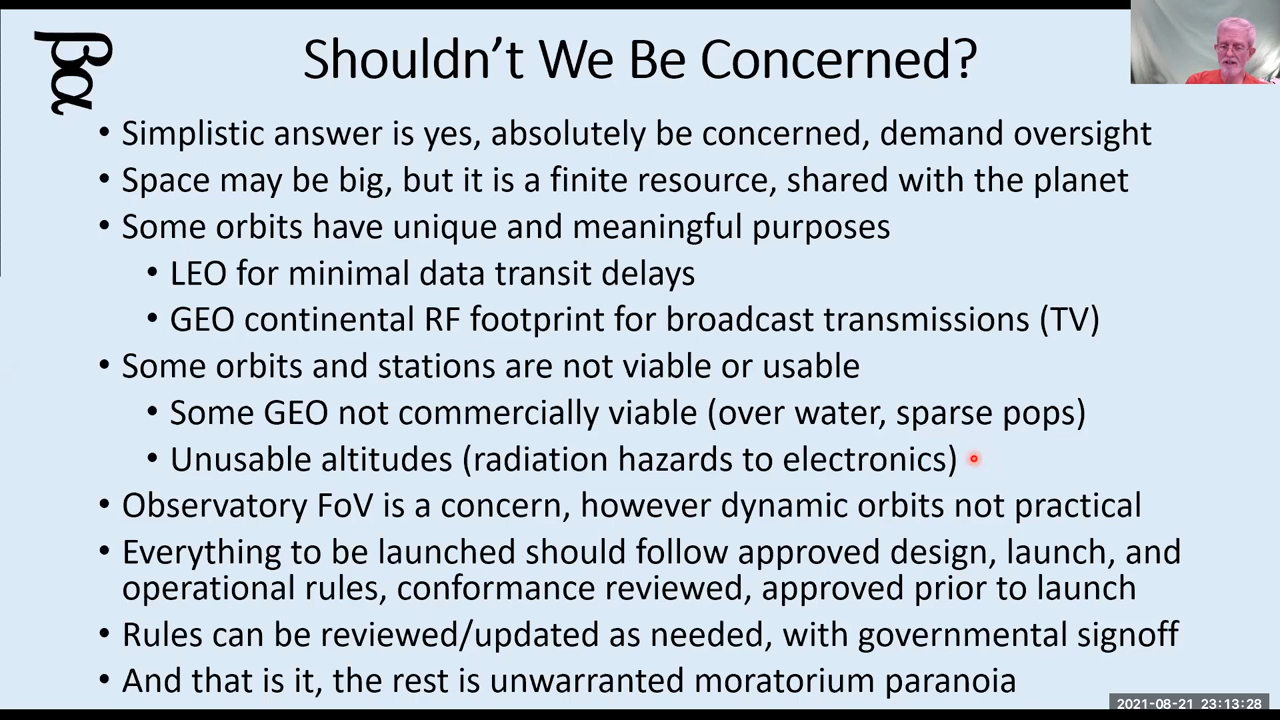 βα
Shouldn’t We Be Concerned?
• Simplistic answer is yes, absolutely be concerned, demand oversight
• Space may be big, but it is a finite resource, shared with the planet
• Some orbits have unique and meaningful purposes
• LEO for minimal data transit delays
• GEO continental RF footprint for broadcast transmissions (TV)
• Some orbits and stations are not viable or usable
• Some GEO not commercially viable (over water, sparse pops)
• Unusable altitudes (radiation hazards to electronics)
• Observatory FoV is a concern, however dynamic orbits not practical
• Everything to be launched should follow approved design, launch, and
operational rules, conformance reviewed, approved prior to launch
• Rules can be reviewed/updated as needed, with governmental signoff
• And that is it, the rest is unwarranted moratorium paranoia
2021-08-21 23:13:28